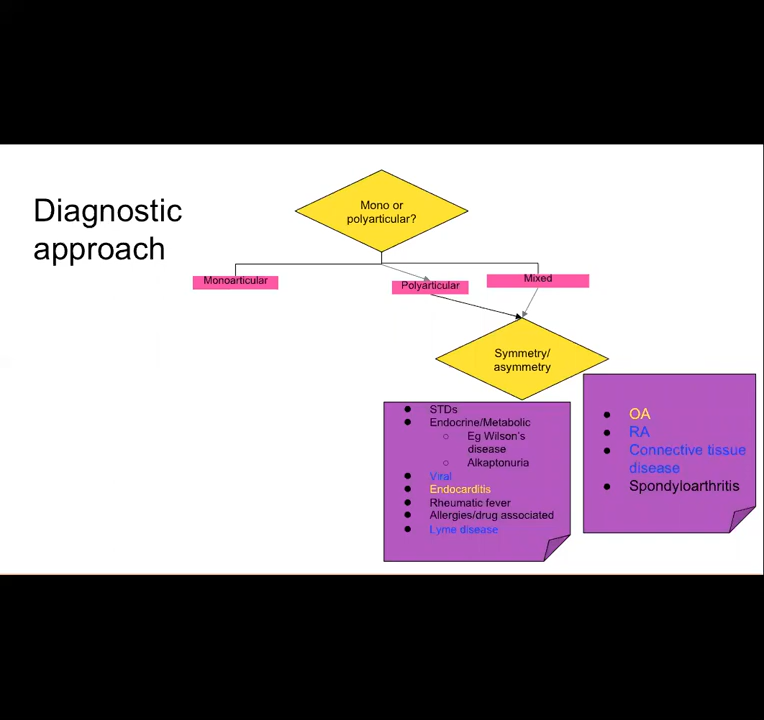 Diagnostic
approach
Mono or
polyarticular?
Monoarticular
Polyarticular
Mixed
Symmetry/
asymmetry
STDs
Endocrine/Metabolic
Eg Wilson's
disease
Alkaptonuria
Viral
Endocarditis
Rheumatic fever
Allergies/drug associated
Lyme disease
OA
RA
Connective tissue
disease
Spondyloarthritis